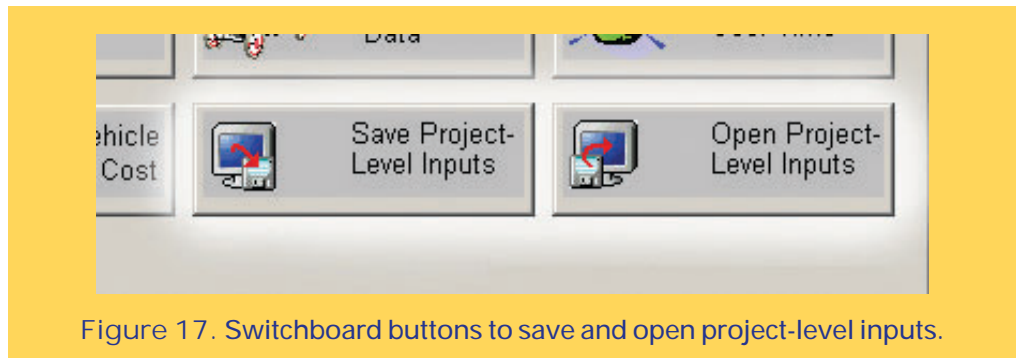 Data
ehicle
Cost
Save Project-
Level Inputs
Open Project-
Level Inputs
Figure 17. Switchboard buttons to save and open project-level inputs.